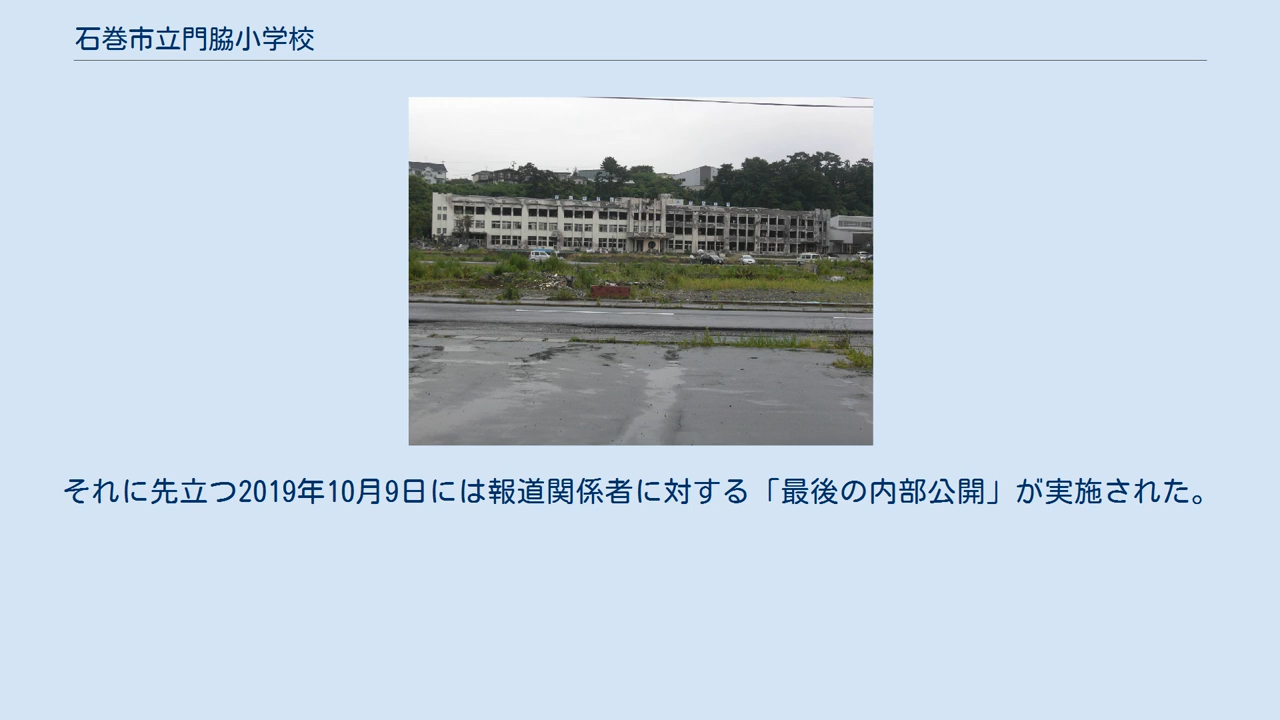 石巻市立門脇小学校
それに先立つ2019年10月9日には報道関係者に対する「最後の内部公開」が実施された。